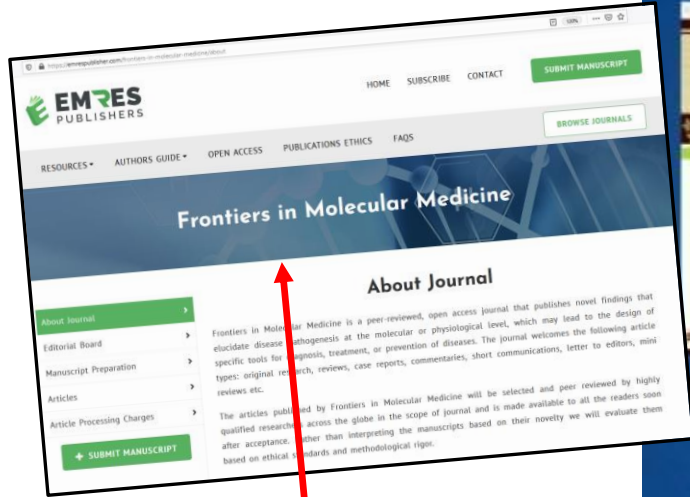 https://emrespublisher.com/frontiers-in-molecular-medicine/about
120%
EMRES
PUBLISHERS
HOME SUBSCRIBE CONTACT
SUBMIT MANUSCRIPT
RESOURCES AUTHORS GUIDE OPEN ACCESS PUBLICATIONS ETHICS FAQS
BROWSE JOURNALS
Frontiers in Molecular Medicine
About Journal
Editorial Board
Manuscript Preparation
Articles
Article Processing Charges
+ SUBMIT MANUSCRIPT
About Journal
Frontiers in Molecular Medicine is a peer-reviewed, open access journal that publishes novel findings that
elucidate disease pathogenesis at the molecular or physiological level, which may lead to the design of
specific tools for diagnosis, treatment, or prevention of diseases. The journal welcomes the following article
types: original research, reviews, case reports, commentaries, short communications, letter to editors, mini
reviews etc.
The articles published by Frontiers in Molecular Medicine will be selected and peer reviewed by highly
qualified researchers across the globe in the scope of journal and is made available to all the readers soon
after acceptance. Rather than interpreting the manuscripts based on their novelty we will evaluate them
based on ethical standards and methodological rigor.